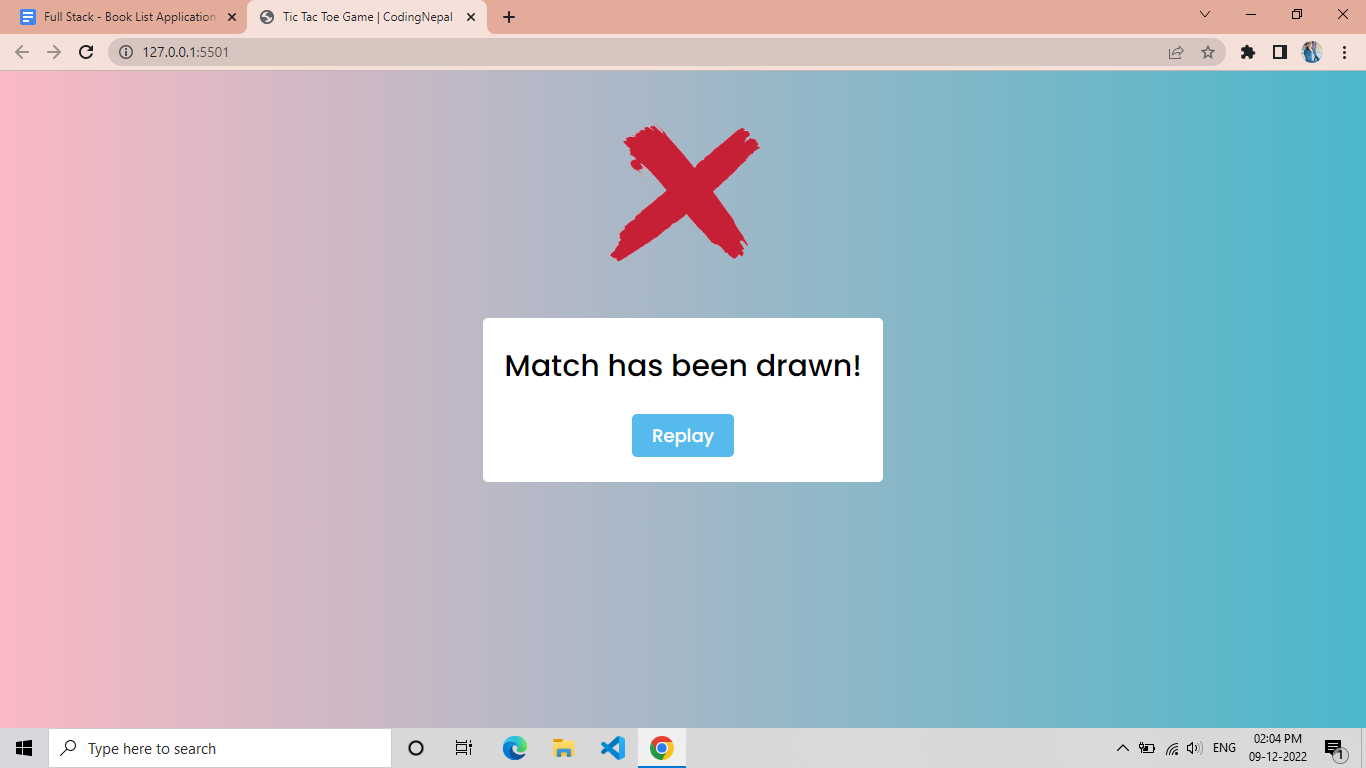 Full Stack - Book List Application
Tic Tac Toe Game | CodingNepal
127.0.0.1:5501
Match has been drawn!
Replay
Type here to search
ENG
02:04 PM
09-12-2022
1